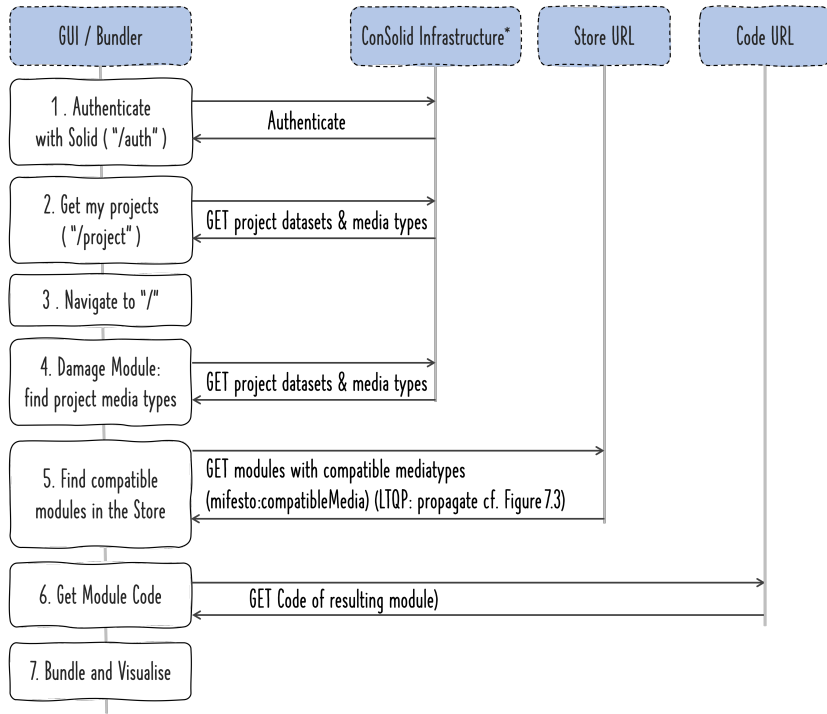 GUI / Bundler
ConSolid Infrastructure*
Store URL
Code URL
1 . Authenticate
with Solid ( "/auth" )
Authenticate
2. Get my projects
( "/project" )
GET project datasets & media types
3 . Navigate to "/"
4. Damage Module:
find project media types
GET project datasets & media types
5. Find compatible
modules in the Store
GET modules with compatible mediatypes
(mifesto:compatibleMedia) (LTQP: propagate cf. Figure 7.3)
6. Get Module Code
GET Code of resulting module)
7. Bundle and Visualise